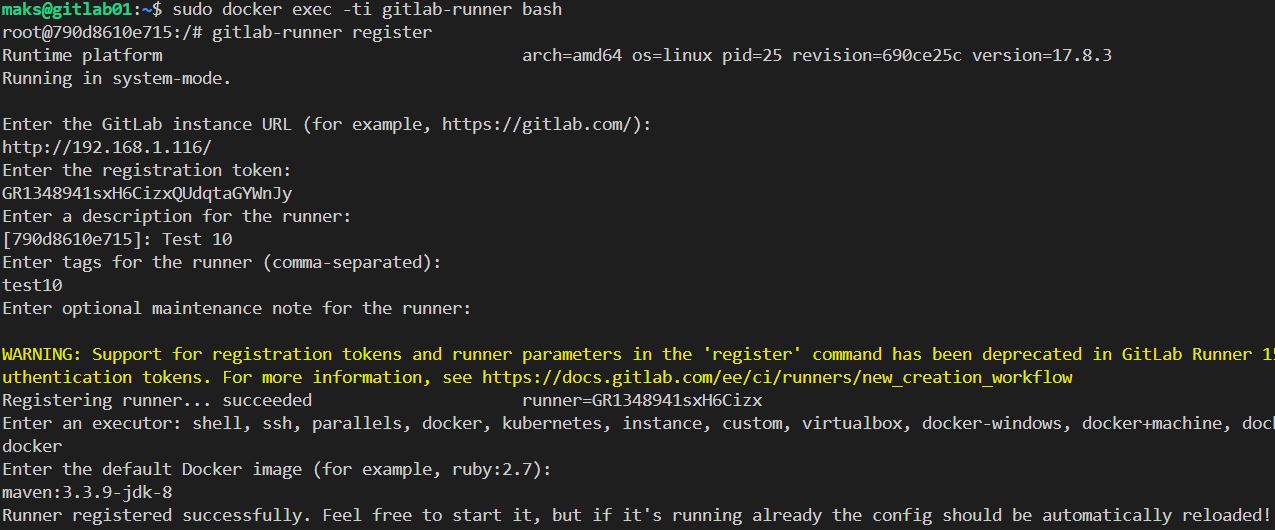 maks@gitlab01:~$ sudo docker exec -ti gitlab-runner bash
root@790d8610e715:/# gitlab-runner register
Runtime platform                                    arch=amd64 os=linux pid=25 revision=690ce25c version=17.8.3
Running in system-mode.
Enter the GitLab instance URL (for example, https://gitlab.com/):
http://192.168.1.116/
Enter the registration token:
GR1348941sxH6CizxQUdqtaGYWnJy
Enter a description for the runner:
[790d8610e715]: Test 10
Enter tags for the runner (comma-separated):
test10
Enter optional maintenance note for the runner:
WARNING: Support for registration tokens and runner parameters in the 'register' command has been deprecated in GitLab Runner 15
uthentication tokens. For more information, see https://docs.gitlab.com/ee/ci/runners/new_creation_workflow
Registering runner... succeeded                     runner=GR1348941sxH6Cizx
Enter an executor: shell, ssh, parallels, docker, kubernetes, instance, custom, virtualbox, docker-windows, docker+machine, doc
docker
Enter the default Docker image (for example, ruby:2.7):
maven:3.3.9-jdk-8
Runner registered successfully. Feel free to start it, but if it's running already the config should be automatically reloaded!